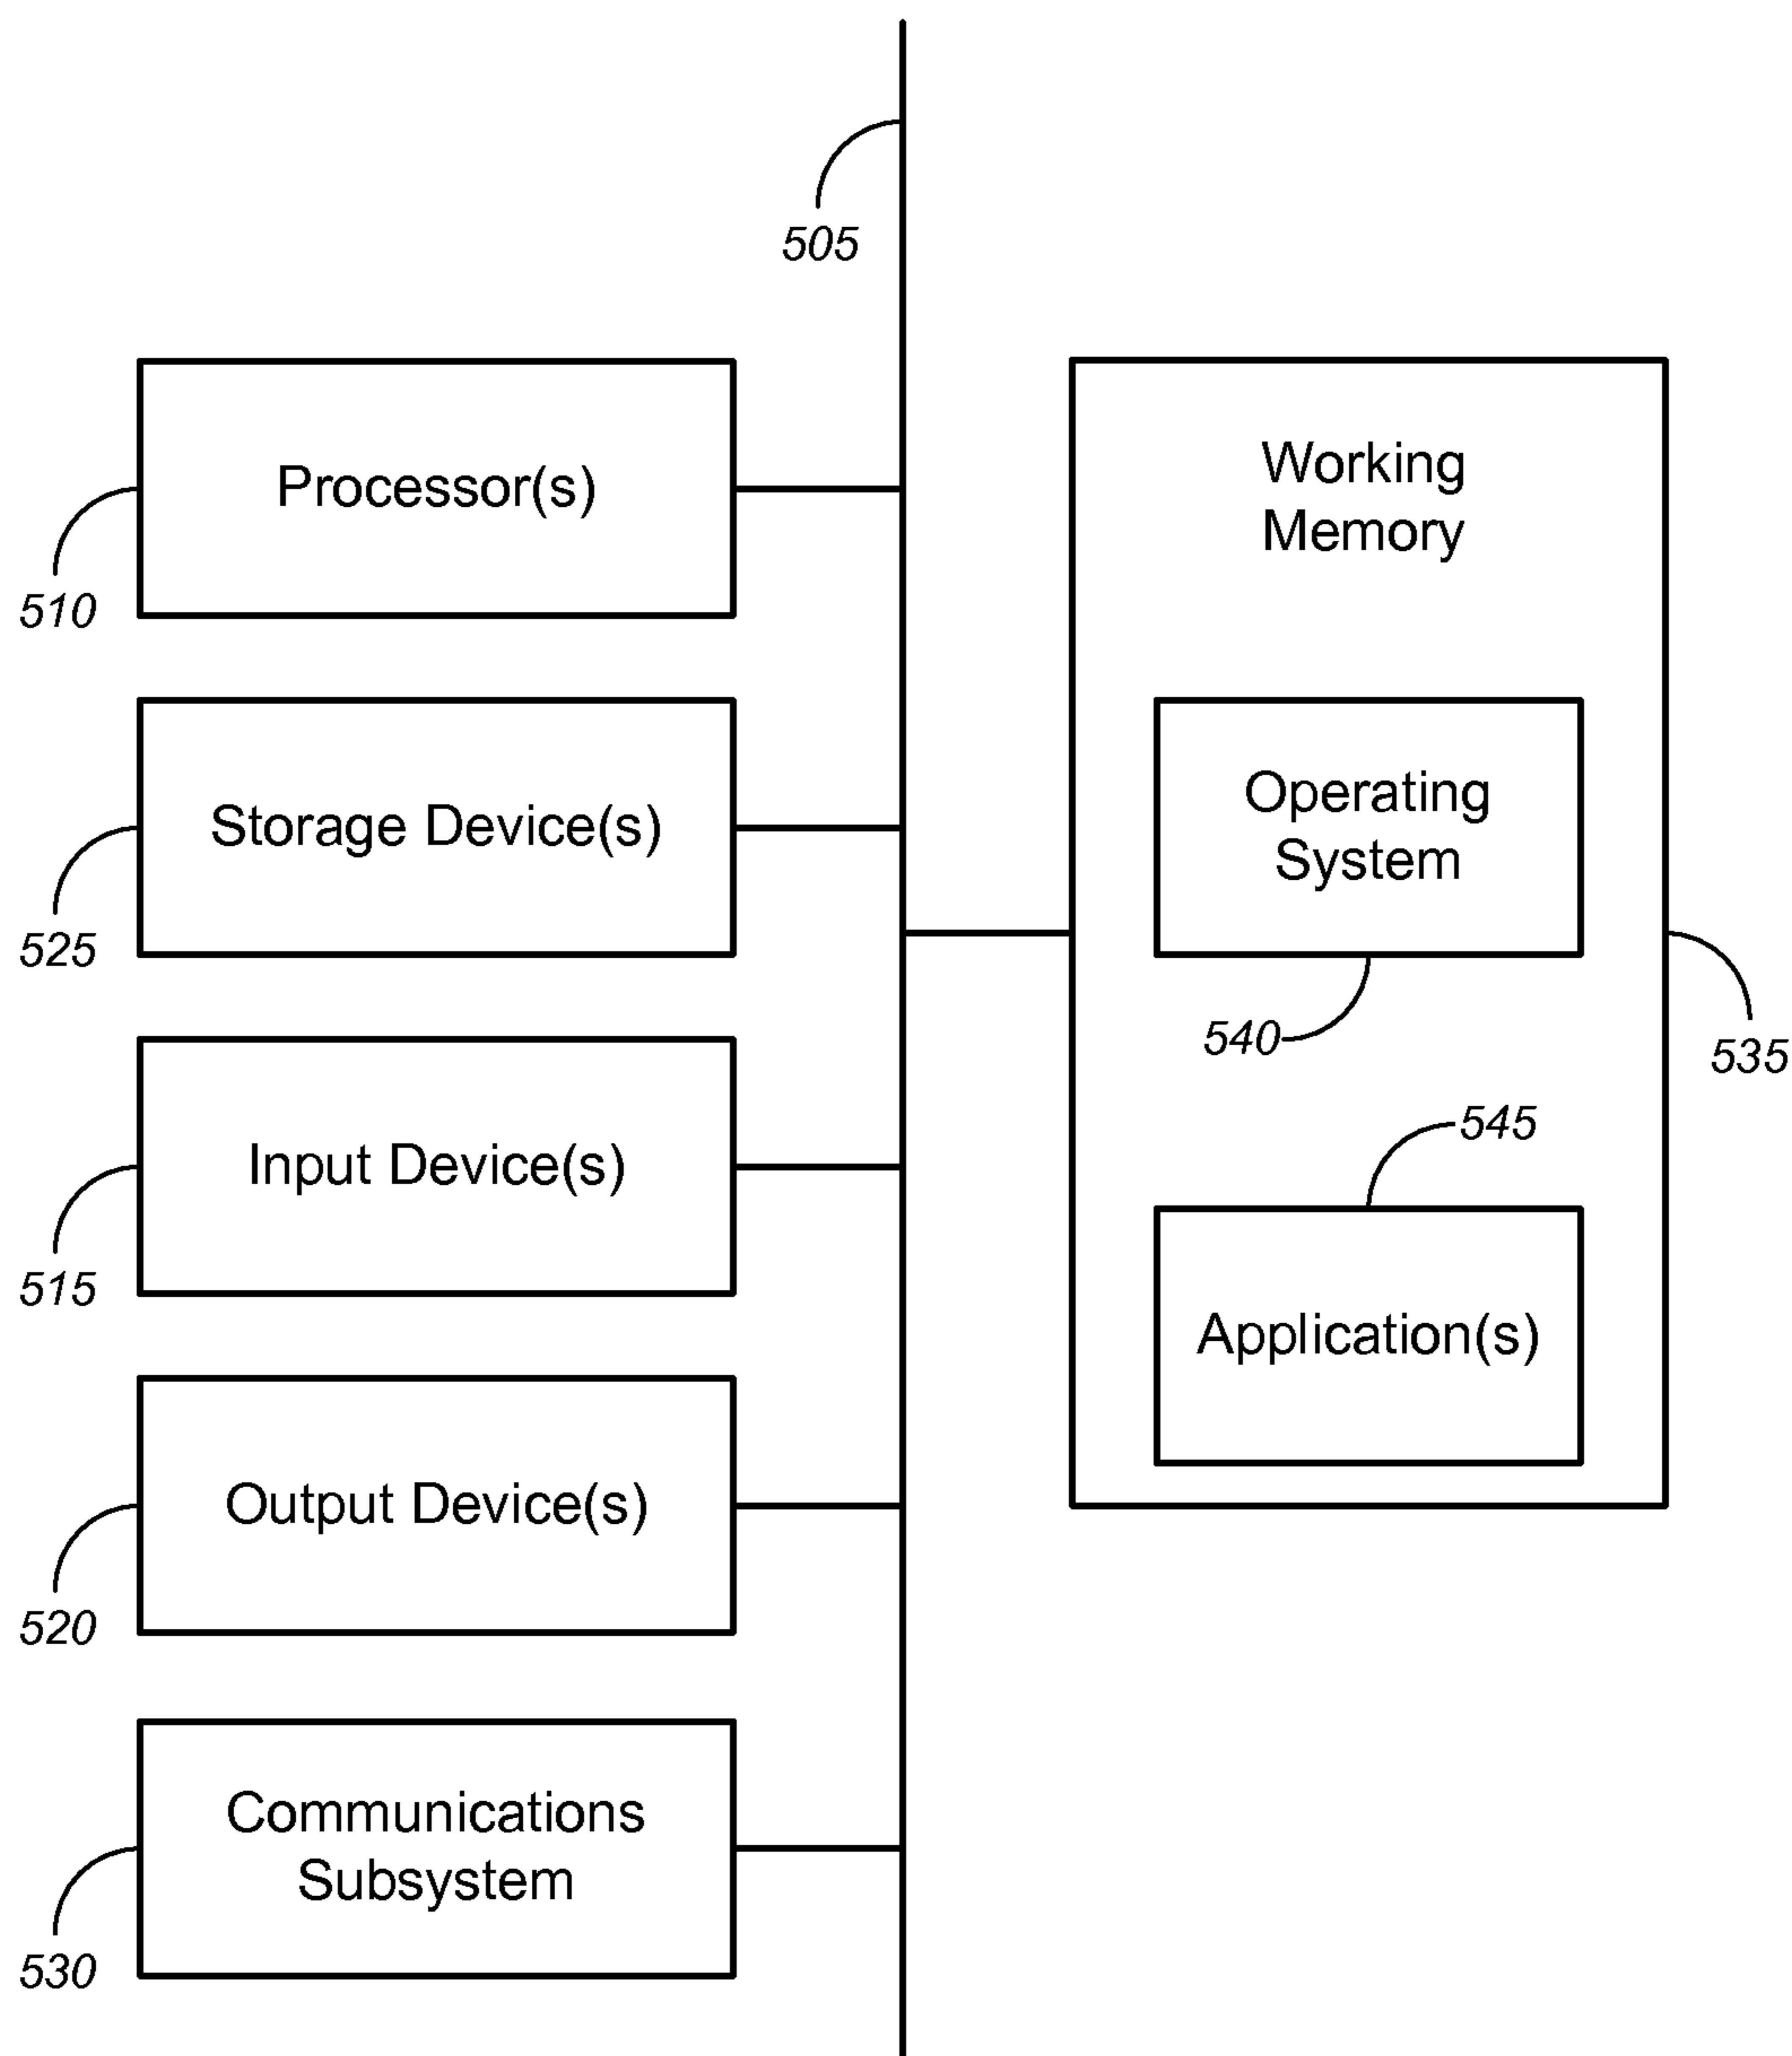 505
Processor(s)
510
Storage Device(s)
525
Input Device(s)
515
Output Device(s)
520
Communications
Subsystem
530
Working
Memory
Operating
System
540
535
545
Application(s)